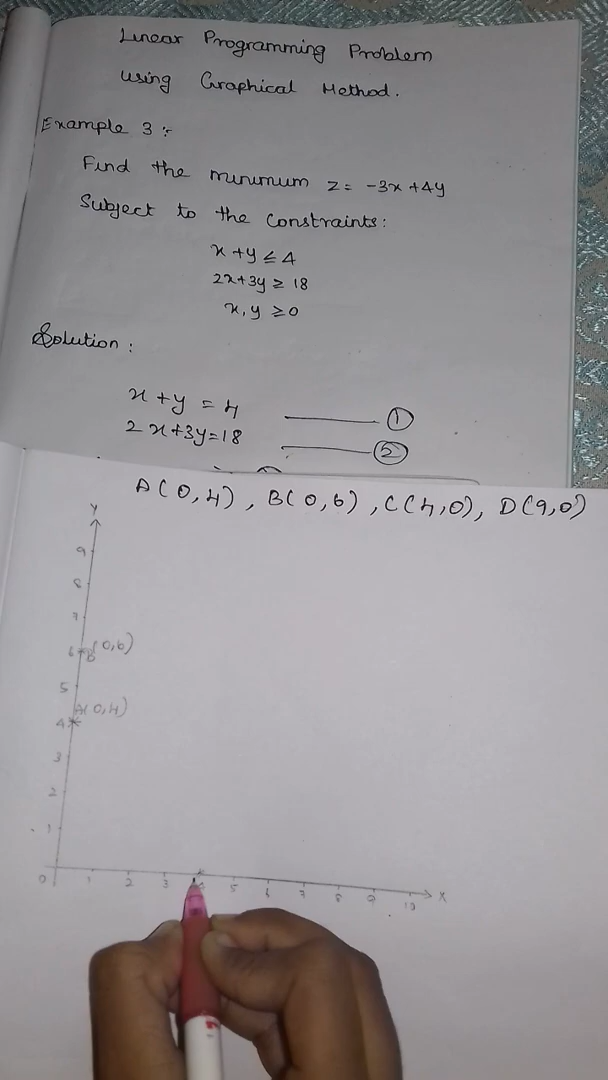 Linear Programming Problem
using Graphical Method.
Example 3 :-
Find the minimum z = -3x + 4y
Subject to the constraints:
x + y ≤ 4
2x + 3y ≥ 18
x, y ≥ 0
Solution :
x + y = 4 ——— ①
2x + 3y = 18 ——— ②
A(0,4), B(0,6), C(4,0), D(9,0)
Y
9
8
7
6 B(0,6)
5
4 A(0,4)
3
2
1
0 1 2 3 4 5 6 7 8 9 10 X